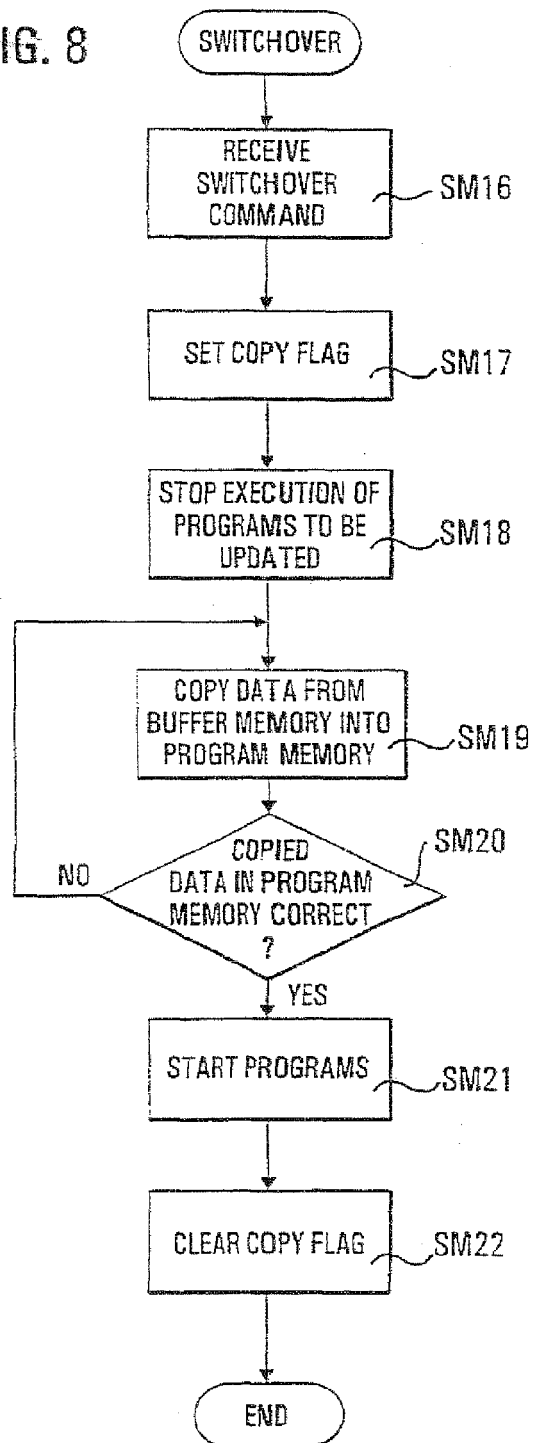 IG. 8
SWITCHOVER
RECEIVE
SWITCHOVER
COMMAND
SM16
SET COPY FLAG
SM17
STOP EXECUTION OF
PROGRAMS TO BE
UPDATED
SM18
COPY DATA FROM
BUFFER MEMORY INTO
PROGRAM MEMORY
SM19
COPIED
DATA IN PROGRAM
MEMORY CORRECT
?
SM20
NO
YES
START PROGRAMS
SM21
CLEAR COPY FLAG
SM22
END